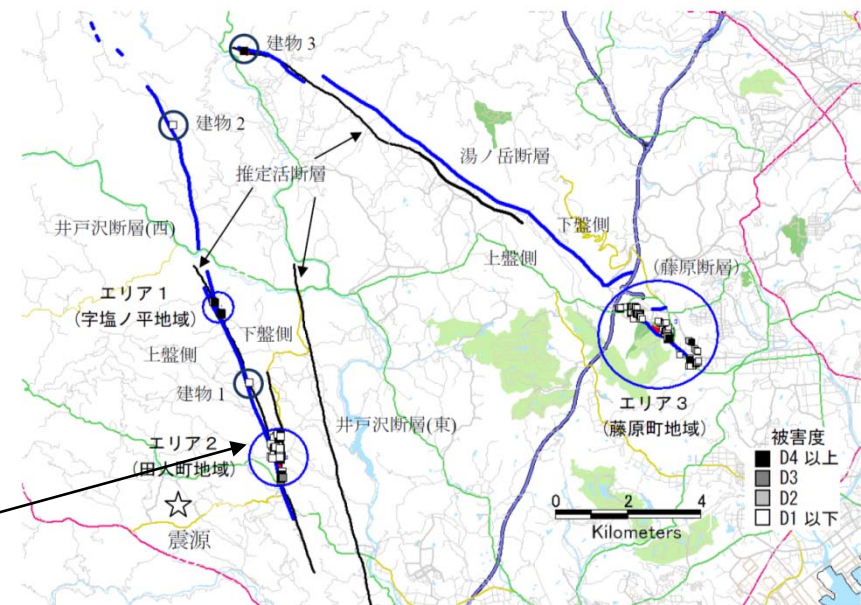 建物 3
建物 2
湯ノ岳断層
推定活断層
下盤側
井戸沢断層(西)
上盤側
(藤原断層)
エリア１
(字塩ノ平地域)
下盤側
上盤側
建物 1
エリア３
(藤原町地域)
井戸沢断層(東)
エリア２
(田人町地域)
震源
被害度
D4 以上
D3
D2
D1 以下
0 2 4
Kilometers